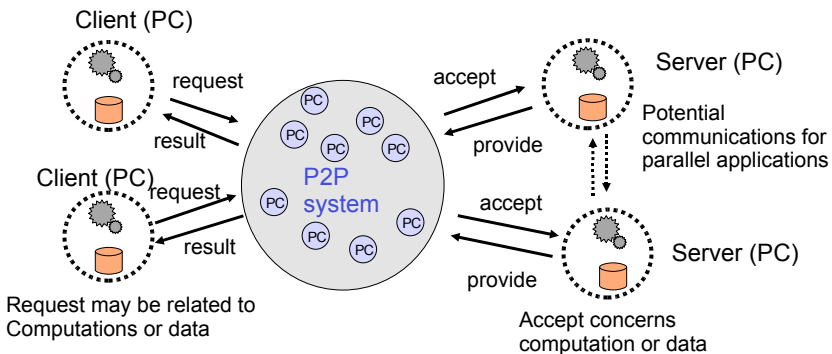 Client (PC)
request
result
Client (PC)
request
result
Request may be related to
Computations or data
PC
PC
PC
PC
PC
P2P
system
PC
PC
PC
PC
PC
accept
provide
Server (PC)
Potential
communications for
parallel applications
accept
provide
Server (PC)
Accept concerns
computation or data